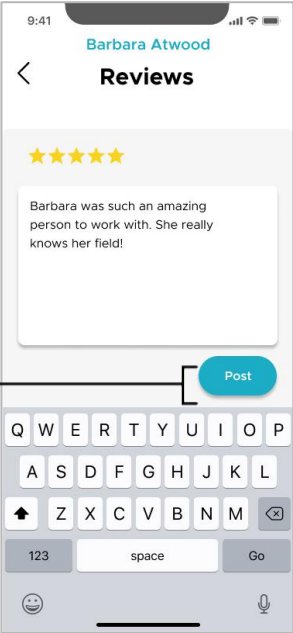 9:41
Barbara Atwood
Reviews
Barbara was such an amazing
person to work with. She really
knows her field!
Post
Q W E R T Y U I O P
A S D F G H J K L
Z X C V B N M
123 space Go